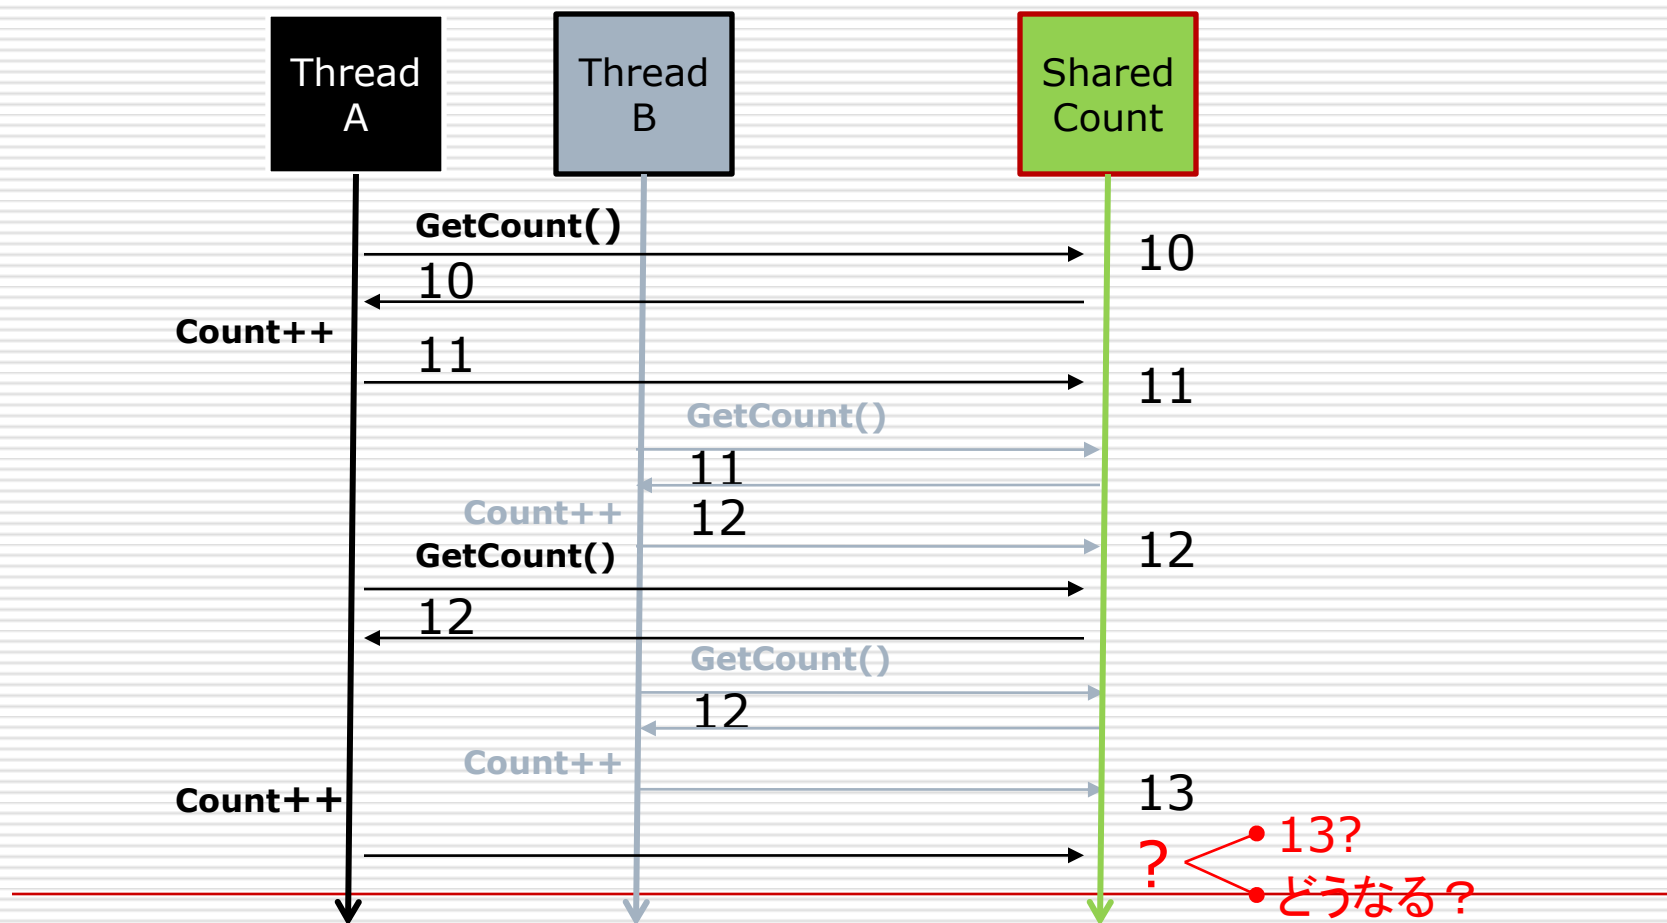 Thread
A
Thread
B
Shared
Count
GetCount()
10
10
Count++
11
11
GetCount()
11
Count++
12
12
GetCount()
12
GetCount()
12
Count++
13
Count++
?
13?
どうなる？